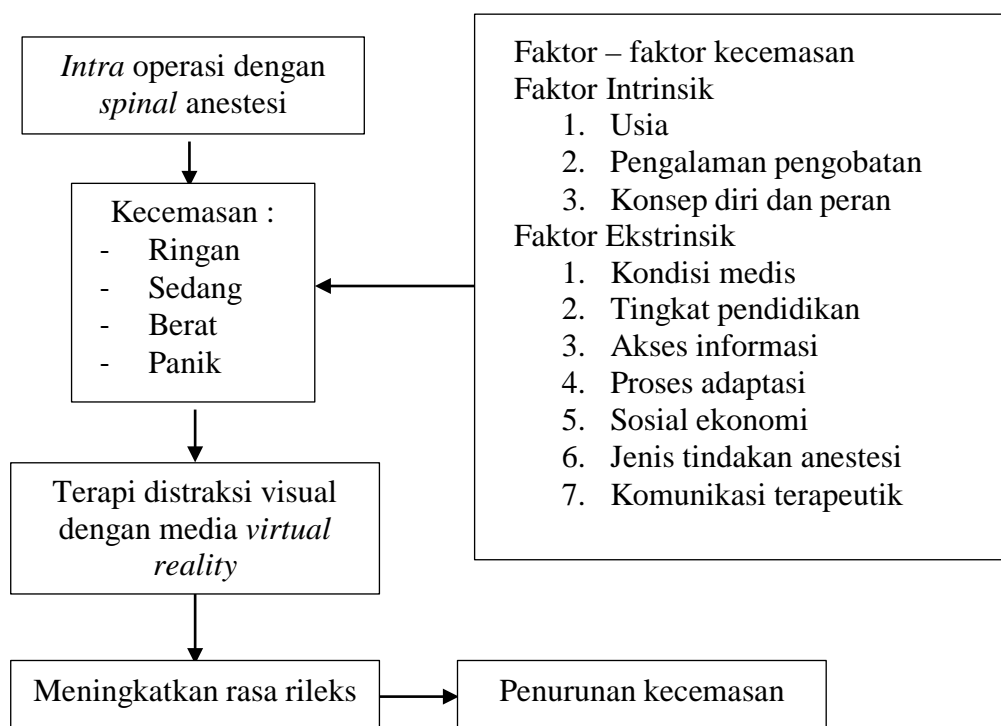 Intra operasi dengan
spinal anestesi
Kecemasan :
- Ringan
- Sedang
- Berat
- Panik
Terapi distraksi visual
dengan media virtual
reality
Meningkatkan rasa rileks
Penurunan kecemasan
Faktor – faktor kecemasan
Faktor Intrinsik
1. Usia
2. Pengalaman pengobatan
3. Konsep diri dan peran
Faktor Ekstrinsik
1. Kondisi medis
2. Tingkat pendidikan
3. Akses informasi
4. Proses adaptasi
5. Sosial ekonomi
6. Jenis tindakan anestesi
7. Komunikasi terapeutik